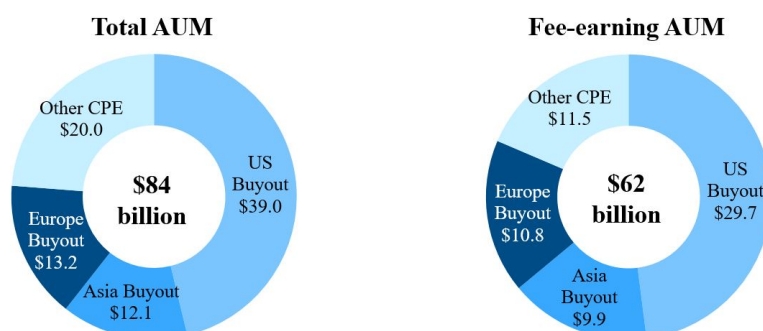 Total AUM
Other CPE
$20.0
US
Buyout
$39.0
$84
billion
Europe
Buyout
$13.2
Asia Buyout
$12.1
Fee-earning AUM
Other CPE
$11.5
US
Buyout
$29.7
$62
billion
Europe
Buyout
$10.8
Asia
Buyout
$9.9